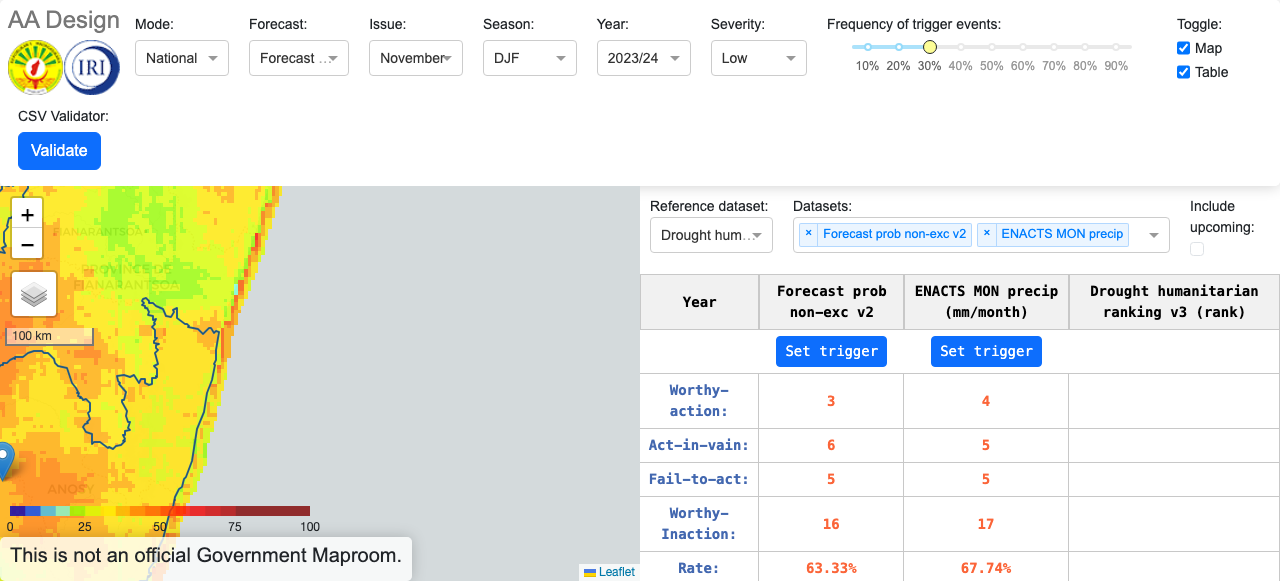 AA Design
IRI
Mode:
National
Forecast:
Forecast ...
Issue:
November
Season:
DJF
Year:
2023/24
Severity:
Low
Frequency of trigger events:
10% 20% 30% 40% 50% 60% 70% 80% 90%
Toggle:
Map
Table
CSV Validator:
Validate
+
−
FIANARANTSOA
PROVINCE DE
FIANARANTSOA
100 km
ANOSY
0 25 50 75 100
This is not an official Government Maproom.
Leaflet
Reference dataset:
Drought hum...
Datasets:
× Forecast prob non-exc v2 × ENACTS MON precip
Include
upcoming:
Year
Forecast prob
non-exc v2
ENACTS MON precip
(mm/month)
Drought humanitarian
ranking v3 (rank)
Set trigger Set trigger
Worthy-
action:
3 4
Act-in-vain: 6 5
Fail-to-act: 5 5
Worthy-
Inaction:
16 17
Rate: 63.33% 67.74%